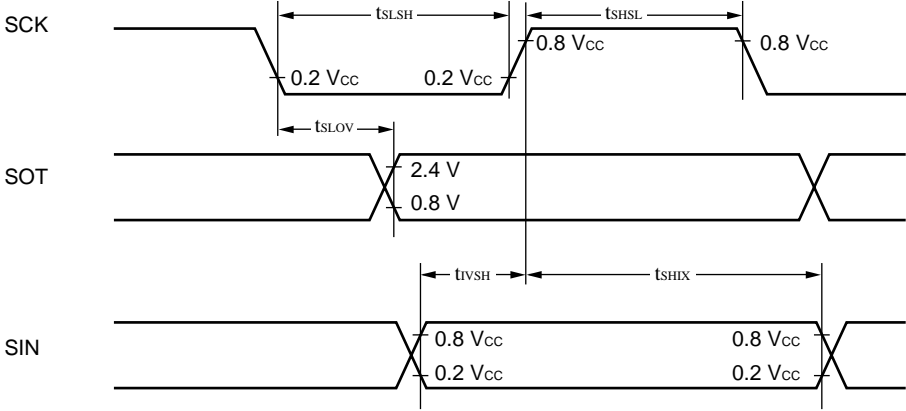 tSLSH tSHSL
SCK 0.8 VCC 0.8 VCC
0.2 VCC 0.2 VCC
tSLOV
SOT 2.4 V
0.8 V
tIVSH tSHIX
SIN 0.8 VCC 0.8 VCC
0.2 VCC 0.2 VCC